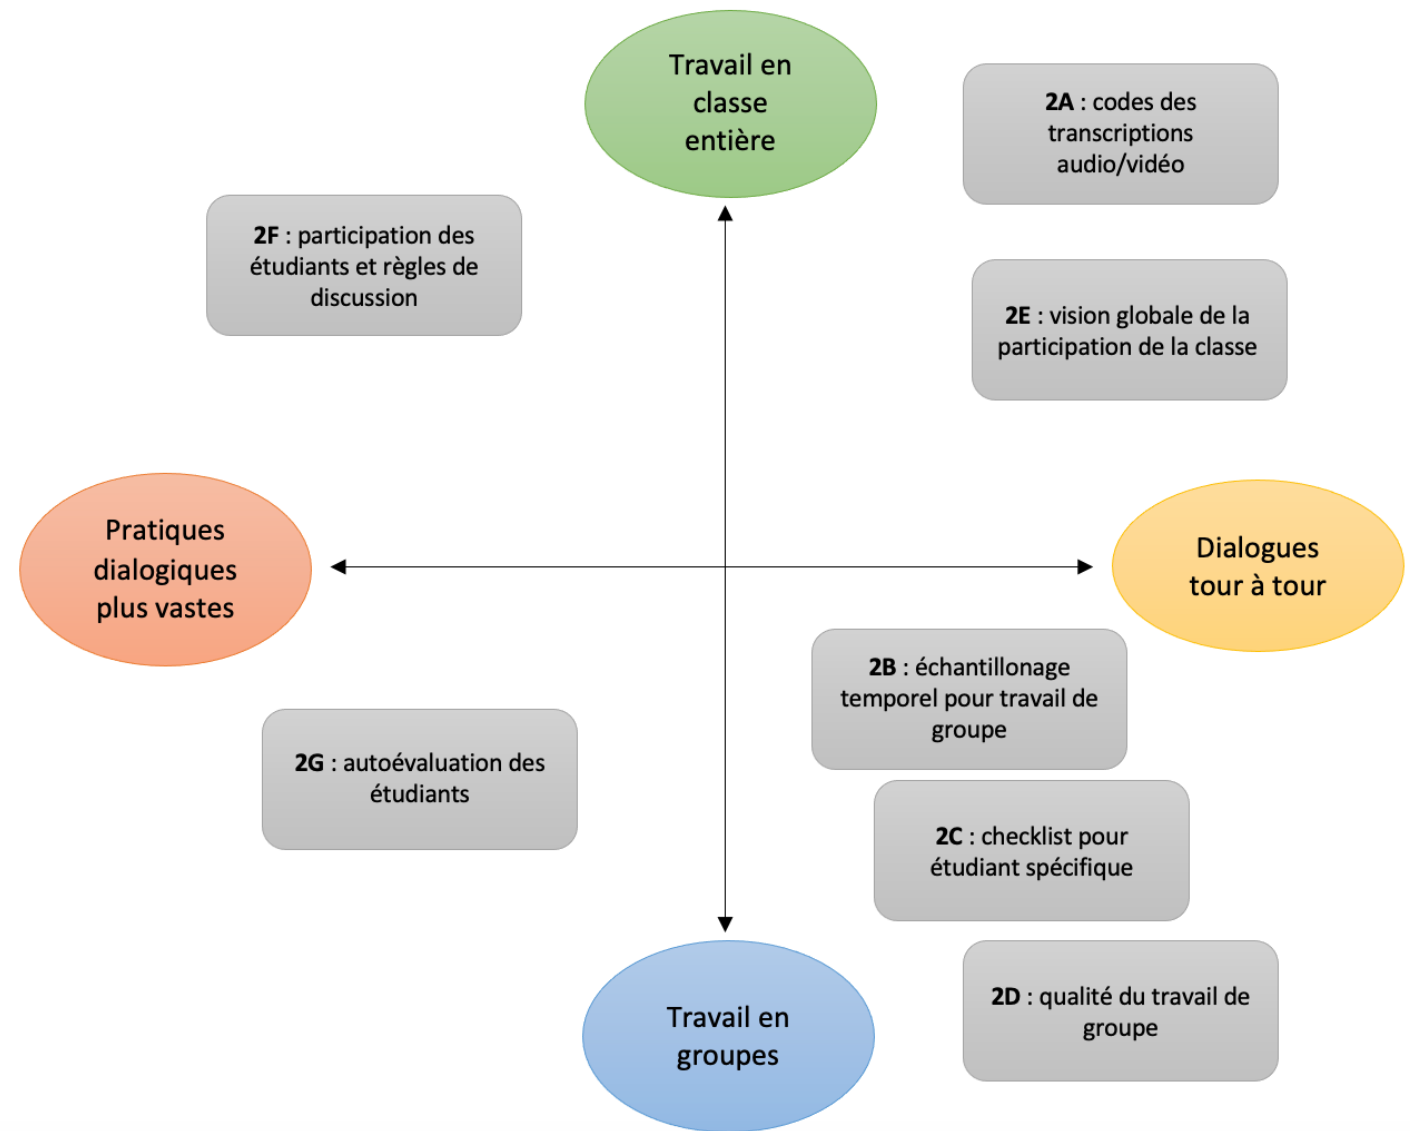 Travail en
classe
entière
2A : codes des
transcriptions
audio/vidéo
2F : participation des
étudiants et règles de
discussion
2E : vision globale de la
participation de la classe
Pratiques
dialogiques
plus vastes
Dialogues
tour à tour
2B : échantillonage
temporel pour travail de
groupe
2G : autoévaluation des
étudiants
2C : checklist pour
étudiant spécifique
2D : qualité du travail de
groupe
Travail en
groupes